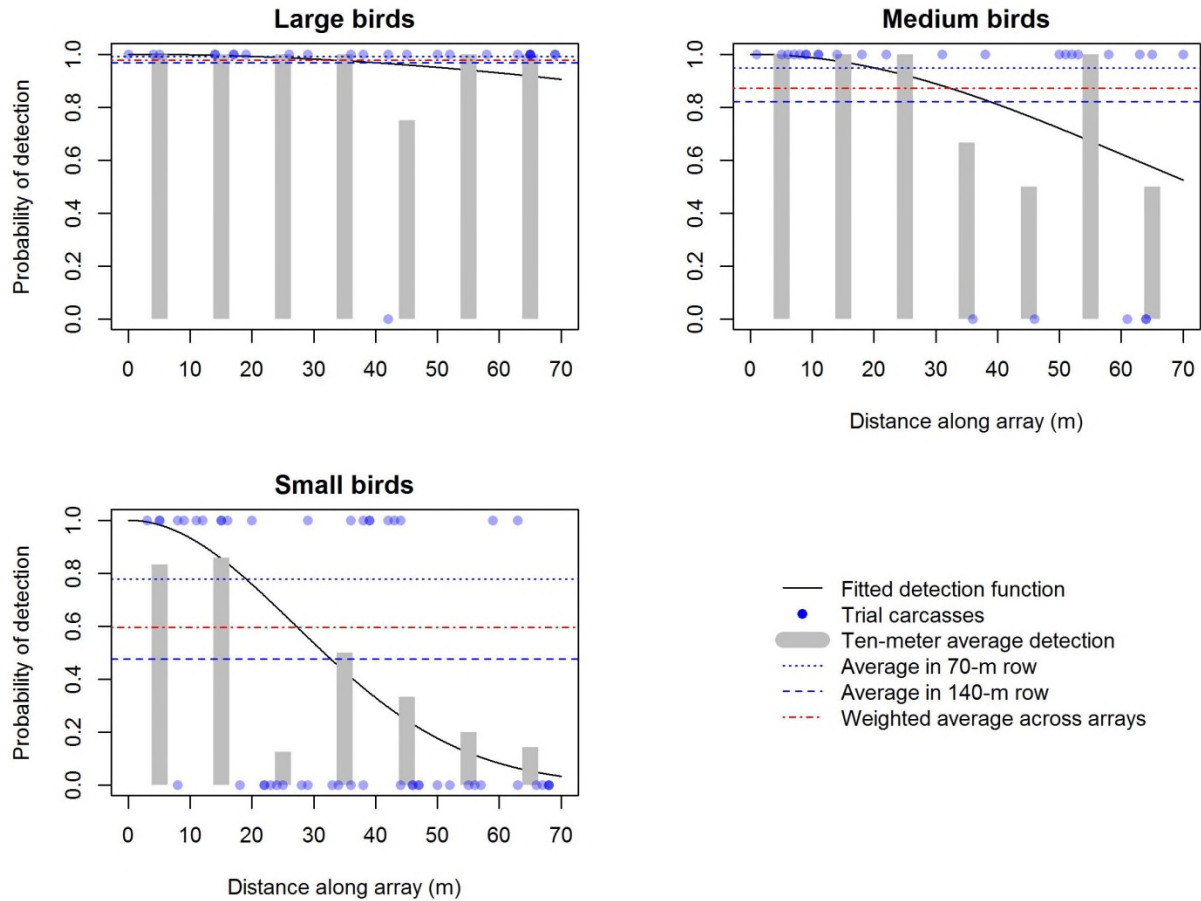 Large birds
Probability of detection
1.0
0.8
0.6
0.4
0.2
0.0
0 10 20 30 40 50 60 70
Medium birds
Probability of detection
1.0
0.8
0.6
0.4
0.2
0.0
0 10 20 30 40 50 60 70
Distance along array (m)
Small birds
Probability of detection
1.0
0.8
0.6
0.4
0.2
0.0
0 10 20 30 40 50 60 70
Distance along array (m)
Fitted detection function
Trial carcasses
Ten-meter average detection
Average in 70-m row
Average in 140-m row
Weighted average across arrays